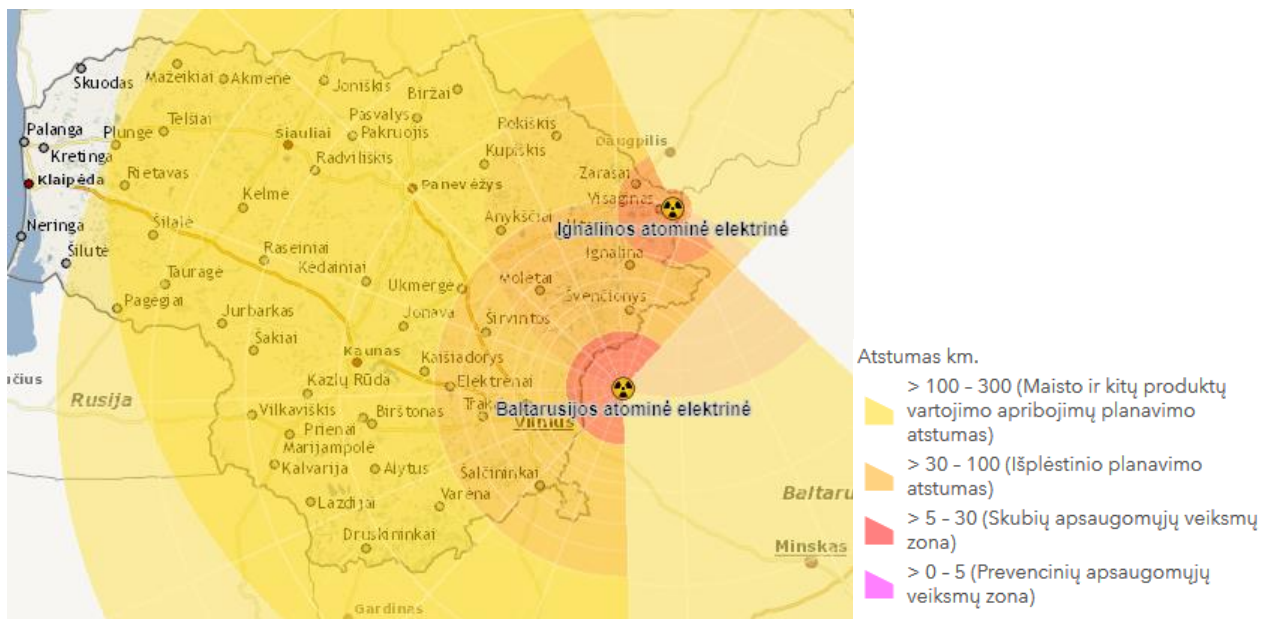 Skuodas
Mažeikiai
Akmenė
Joniškis
Biržai
Pasvalys
Palanga
Plungė
Telšiai
Šiauliai
Pakruojis
Rokiškis
Daugpilis
Kretinga
Radviliškis
Kupiškis
Zarasai
Klaipėda
Rietavas
Panevėžys
Visaginas
Kelmė
Anykščiai
Neringa
Šilalė
Ignalinos atominė elektrinė
Šilutė
Raseiniai
Kėdainiai
Ignalina
Tauragė
Ukmergė
Molėtai
Pagėgiai
Švenčionys
Jurbarkas
Jonava
Širvintos
Šakiai
Kaunas
Kaišiadorys
čius
Kazlų Rūda
Elektrėnai
Rusija
Vilkaviškis
Birštonas
Trak
Baltarusijos atominė elektrinė
Prienai
Vilnius
Marijampolė
Kalvarija
Alytus
Šalčininkai
Lazdijai
Varėna
Baltaru
Druskininkai
Minskas
Gardinas
Atstumas km.
> 100 - 300 (Maisto ir kitų produktų
vartojimo apribojimų planavimo
atstumas)
> 30 - 100 (Išplėstinio planavimo
atstumas)
> 5 - 30 (Skubių apsaugomųjų veiksmų
zona)
> 0 - 5 (Prevencinių apsaugomųjų
veiksmų zona)